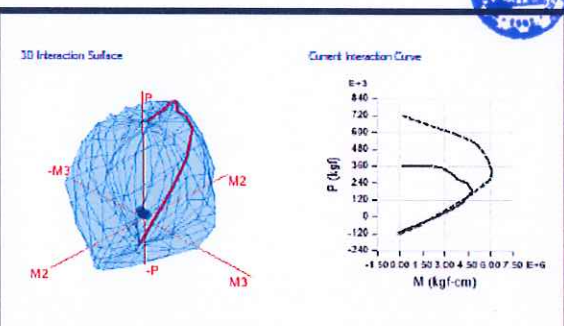 3D Interaction Surface
P
-M3
M2
M2
-P
M3
Current Interaction Curve
E+3
840
720
600
480
360
240
120
0
-120
-240
P (kgf)
-1.50 0.00 1.50 3.00 4.50 6.00 7.50 E+6
M (kgf-cm)